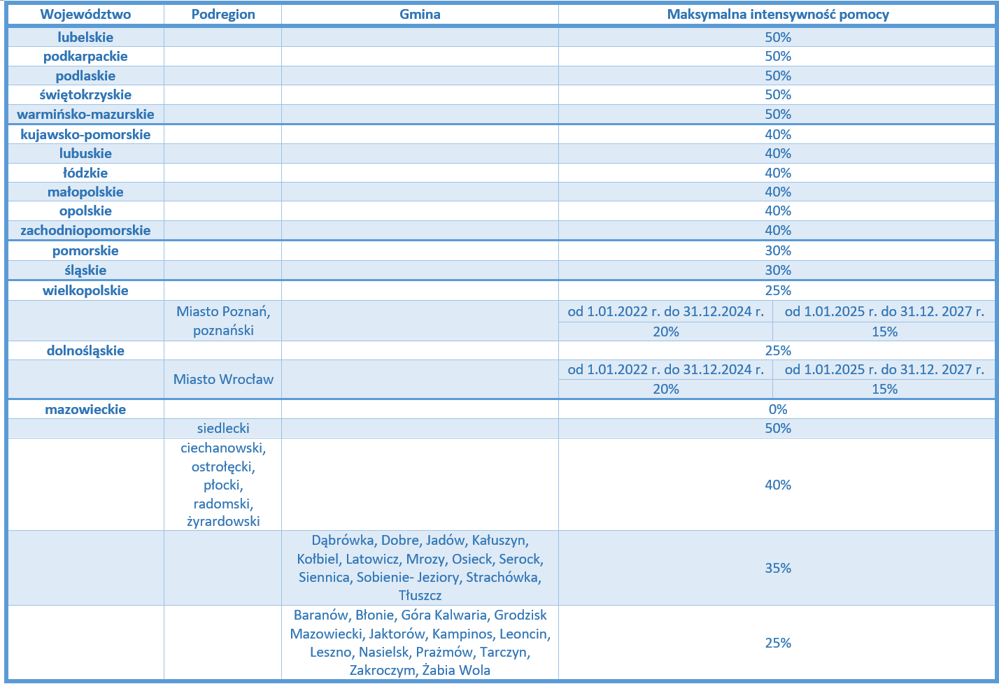 Województwo Podregion Gmina Maksymalna intensywność pomocy
lubelskie 50%
podkarpackie 50%
podlaskie 50%
świętokrzyskie 50%
warmińsko-mazurskie 50%
kujawsko-pomorskie 40%
lubuskie 40%
łódzkie 40%
małopolskie 40%
opolskie 40%
zachodniopomorskie 40%
pomorskie 30%
śląskie 30%
wielkopolskie 25%
Miasto Poznań,
poznański
od 1.01.2022 r. do 31.12.2024 r. od 1.01.2025 r. do 31.12. 2027 r.
20% 15%
dolnośląskie 25%
Miasto Wrocław
od 1.01.2022 r. do 31.12.2024 r. od 1.01.2025 r. do 31.12. 2027 r.
20% 15%
mazowieckie 0%
siedlecki 50%
ciechanowski,
ostrołęcki,
płocki,
radomski,
żyrardowski
40%
Dąbrówka, Dobre, Jadów, Kałuszyn,
Kołbiel, Latowicz, Mrozy, Osieck, Serock,
Siennica, Sobienie- Jeziory, Strachówka,
Tłuszcz
35%
Baranów, Błonie, Góra Kalwaria, Grodzisk
Mazowiecki, Jaktorów, Kampinos, Leoncin,
Leszno, Nasielsk, Prażmów, Tarczyn,
Zakroczym, Żabia Wola
25%